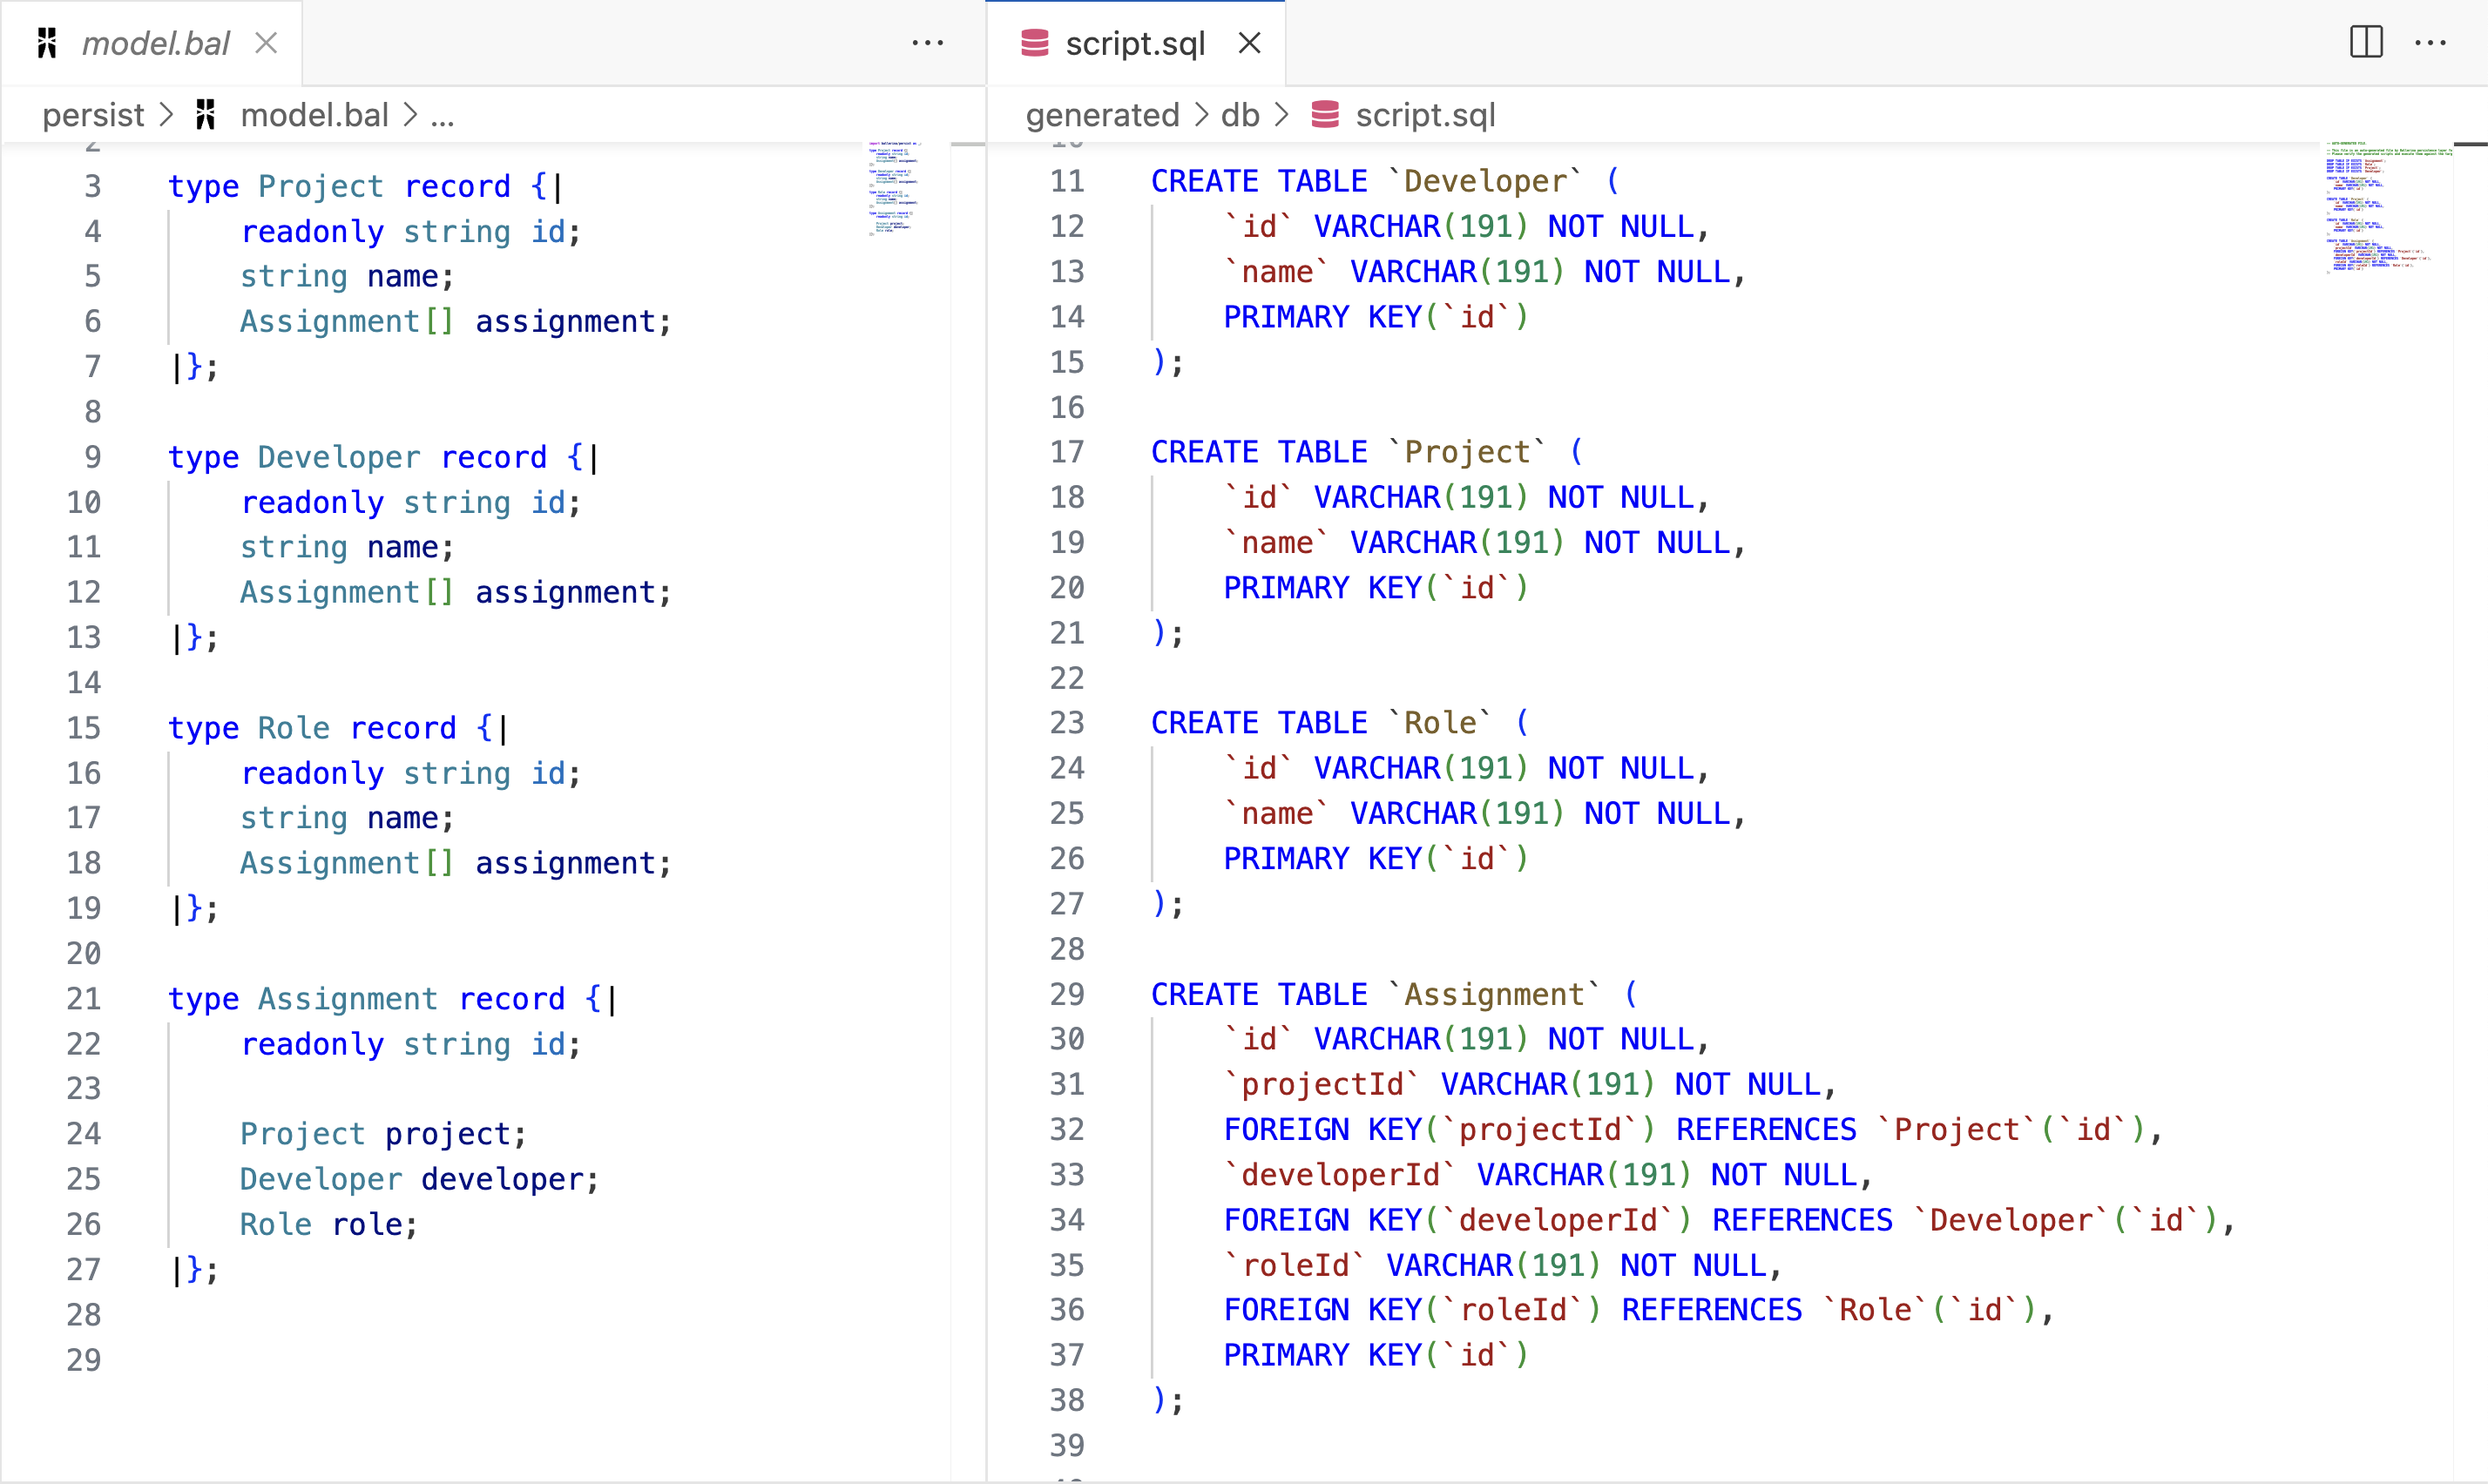 model.bal
persist > model.bal > ...
3 type Project record {|
4     readonly string id;
5     string name;
6     Assignment[] assignment;
7 |};
8
9 type Developer record {|
10     readonly string id;
11     string name;
12     Assignment[] assignment;
13 |};
14
15 type Role record {|
16     readonly string id;
17     string name;
18     Assignment[] assignment;
19 |};
20
21 type Assignment record {|
22     readonly string id;
23
24     Project project;
25     Developer developer;
26     Role role;
27 |};
28
29
script.sql
generated > db > script.sql
11 CREATE TABLE `Developer` (
12     `id` VARCHAR(191) NOT NULL,
13     `name` VARCHAR(191) NOT NULL,
14     PRIMARY KEY(`id`)
15 );
16
17 CREATE TABLE `Project` (
18     `id` VARCHAR(191) NOT NULL,
19     `name` VARCHAR(191) NOT NULL,
20     PRIMARY KEY(`id`)
21 );
22
23 CREATE TABLE `Role` (
24     `id` VARCHAR(191) NOT NULL,
25     `name` VARCHAR(191) NOT NULL,
26     PRIMARY KEY(`id`)
27 );
28
29 CREATE TABLE `Assignment` (
30     `id` VARCHAR(191) NOT NULL,
31     `projectId` VARCHAR(191) NOT NULL,
32     FOREIGN KEY(`projectId`) REFERENCES `Project`(`id`),
33     `developerId` VARCHAR(191) NOT NULL,
34     FOREIGN KEY(`developerId`) REFERENCES `Developer`(`id`),
35     `roleId` VARCHAR(191) NOT NULL,
36     FOREIGN KEY(`roleId`) REFERENCES `Role`(`id`),
37     PRIMARY KEY(`id`)
38 );
39